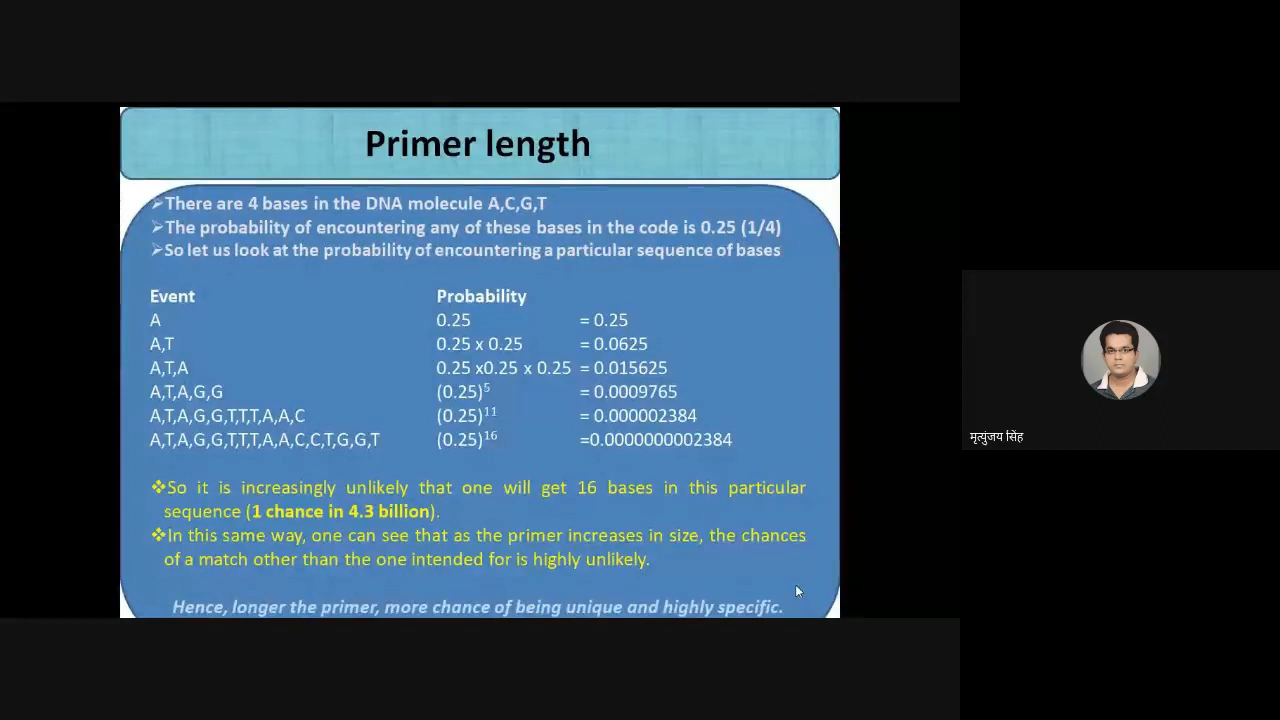 Primer length
➢There are 4 bases in the DNA molecule A,C,G,T
➢The probability of encountering any of these bases in the code is 0.25 (1/4)
➢So let us look at the probability of encountering a particular sequence of bases
Event Probability
A 0.25 = 0.25
A,T 0.25 x 0.25 = 0.0625
A,T,A 0.25 x0.25 x 0.25 = 0.015625
A,T,A,G,G (0.25)⁵ = 0.0009765
A,T,A,G,G,T,T,T,A,A,C (0.25)¹¹ = 0.000002384
A,T,A,G,G,T,T,T,A,A,C,C,T,G,G,T (0.25)¹⁶ =0.0000000002384
❖So it is increasingly unlikely that one will get 16 bases in this particular
sequence (1 chance in 4.3 billion).
❖In this same way, one can see that as the primer increases in size, the chances
of a match other than the one intended for is highly unlikely.
Hence, longer the primer, more chance of being unique and highly specific.
मृत्युंजय सिंह